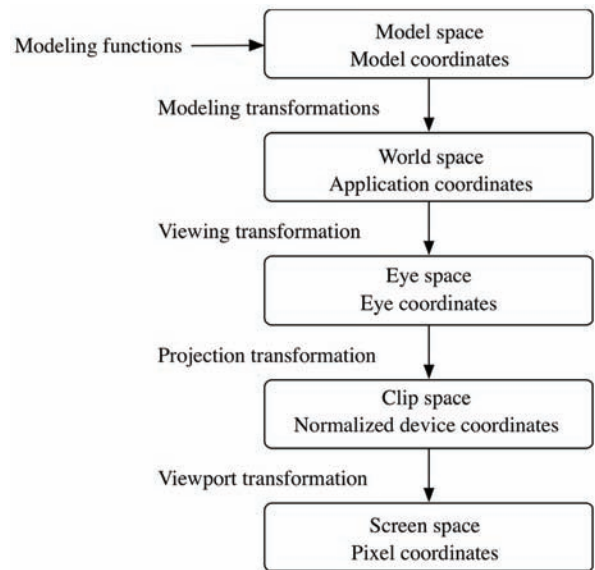 Model space
Modeling functions
Model coordinates
Modeling transformations
World space
Application coordinates
Viewing transformation
Eye space
Eye coordinates
Projection transformation
Clip space
Normalized device coordinates
Viewport transformation
Screen space
Pixel coordinates